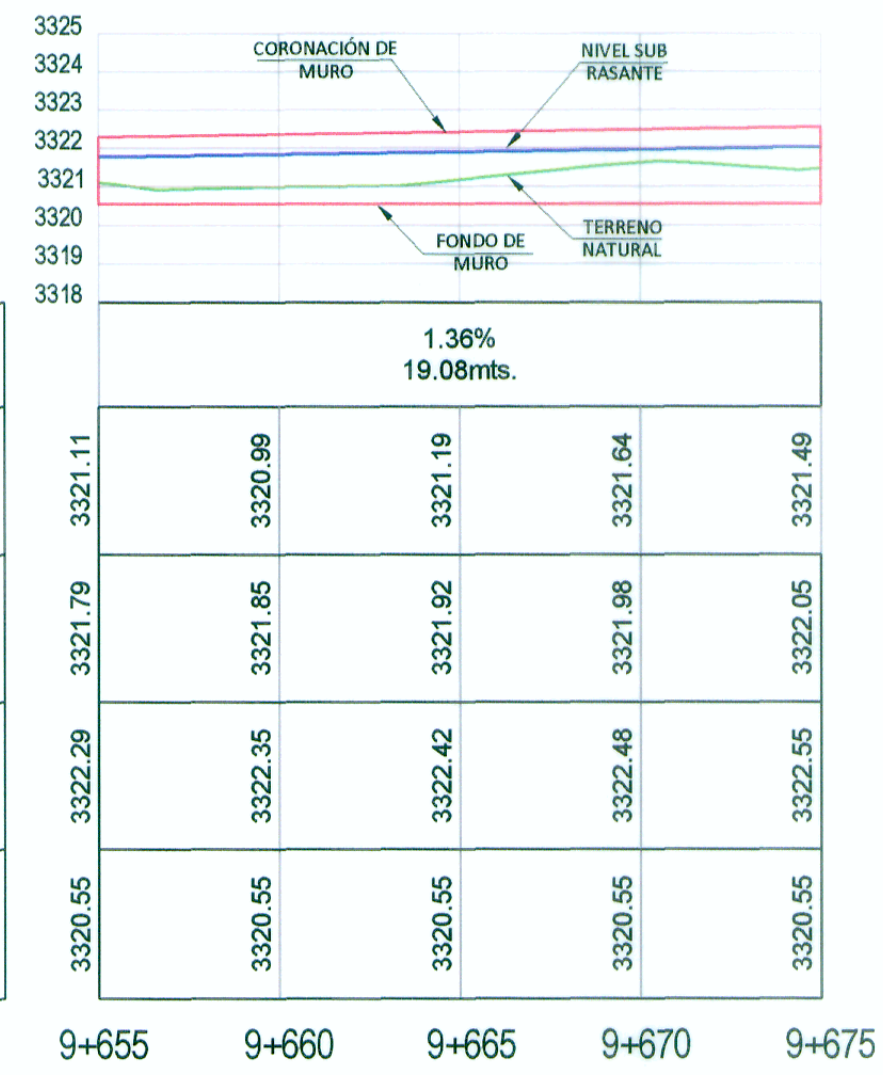 3325
3324
3323
3322
3321
3320
3319
3318
CORONACIÓN DE
MURO
NIVEL SUB
RASANTE
FONDO DE
MURO
TERRENO
NATURAL
1.36%
19.08mts.
3321.11 3320.99 3321.19 3321.64 3321.49
3321.79 3321.85 3321.92 3321.98 3322.05
3322.29 3322.35 3322.42 3322.48 3322.55
3320.55 3320.55 3320.55 3320.55 3320.55
9+655 9+660 9+665 9+670 9+675